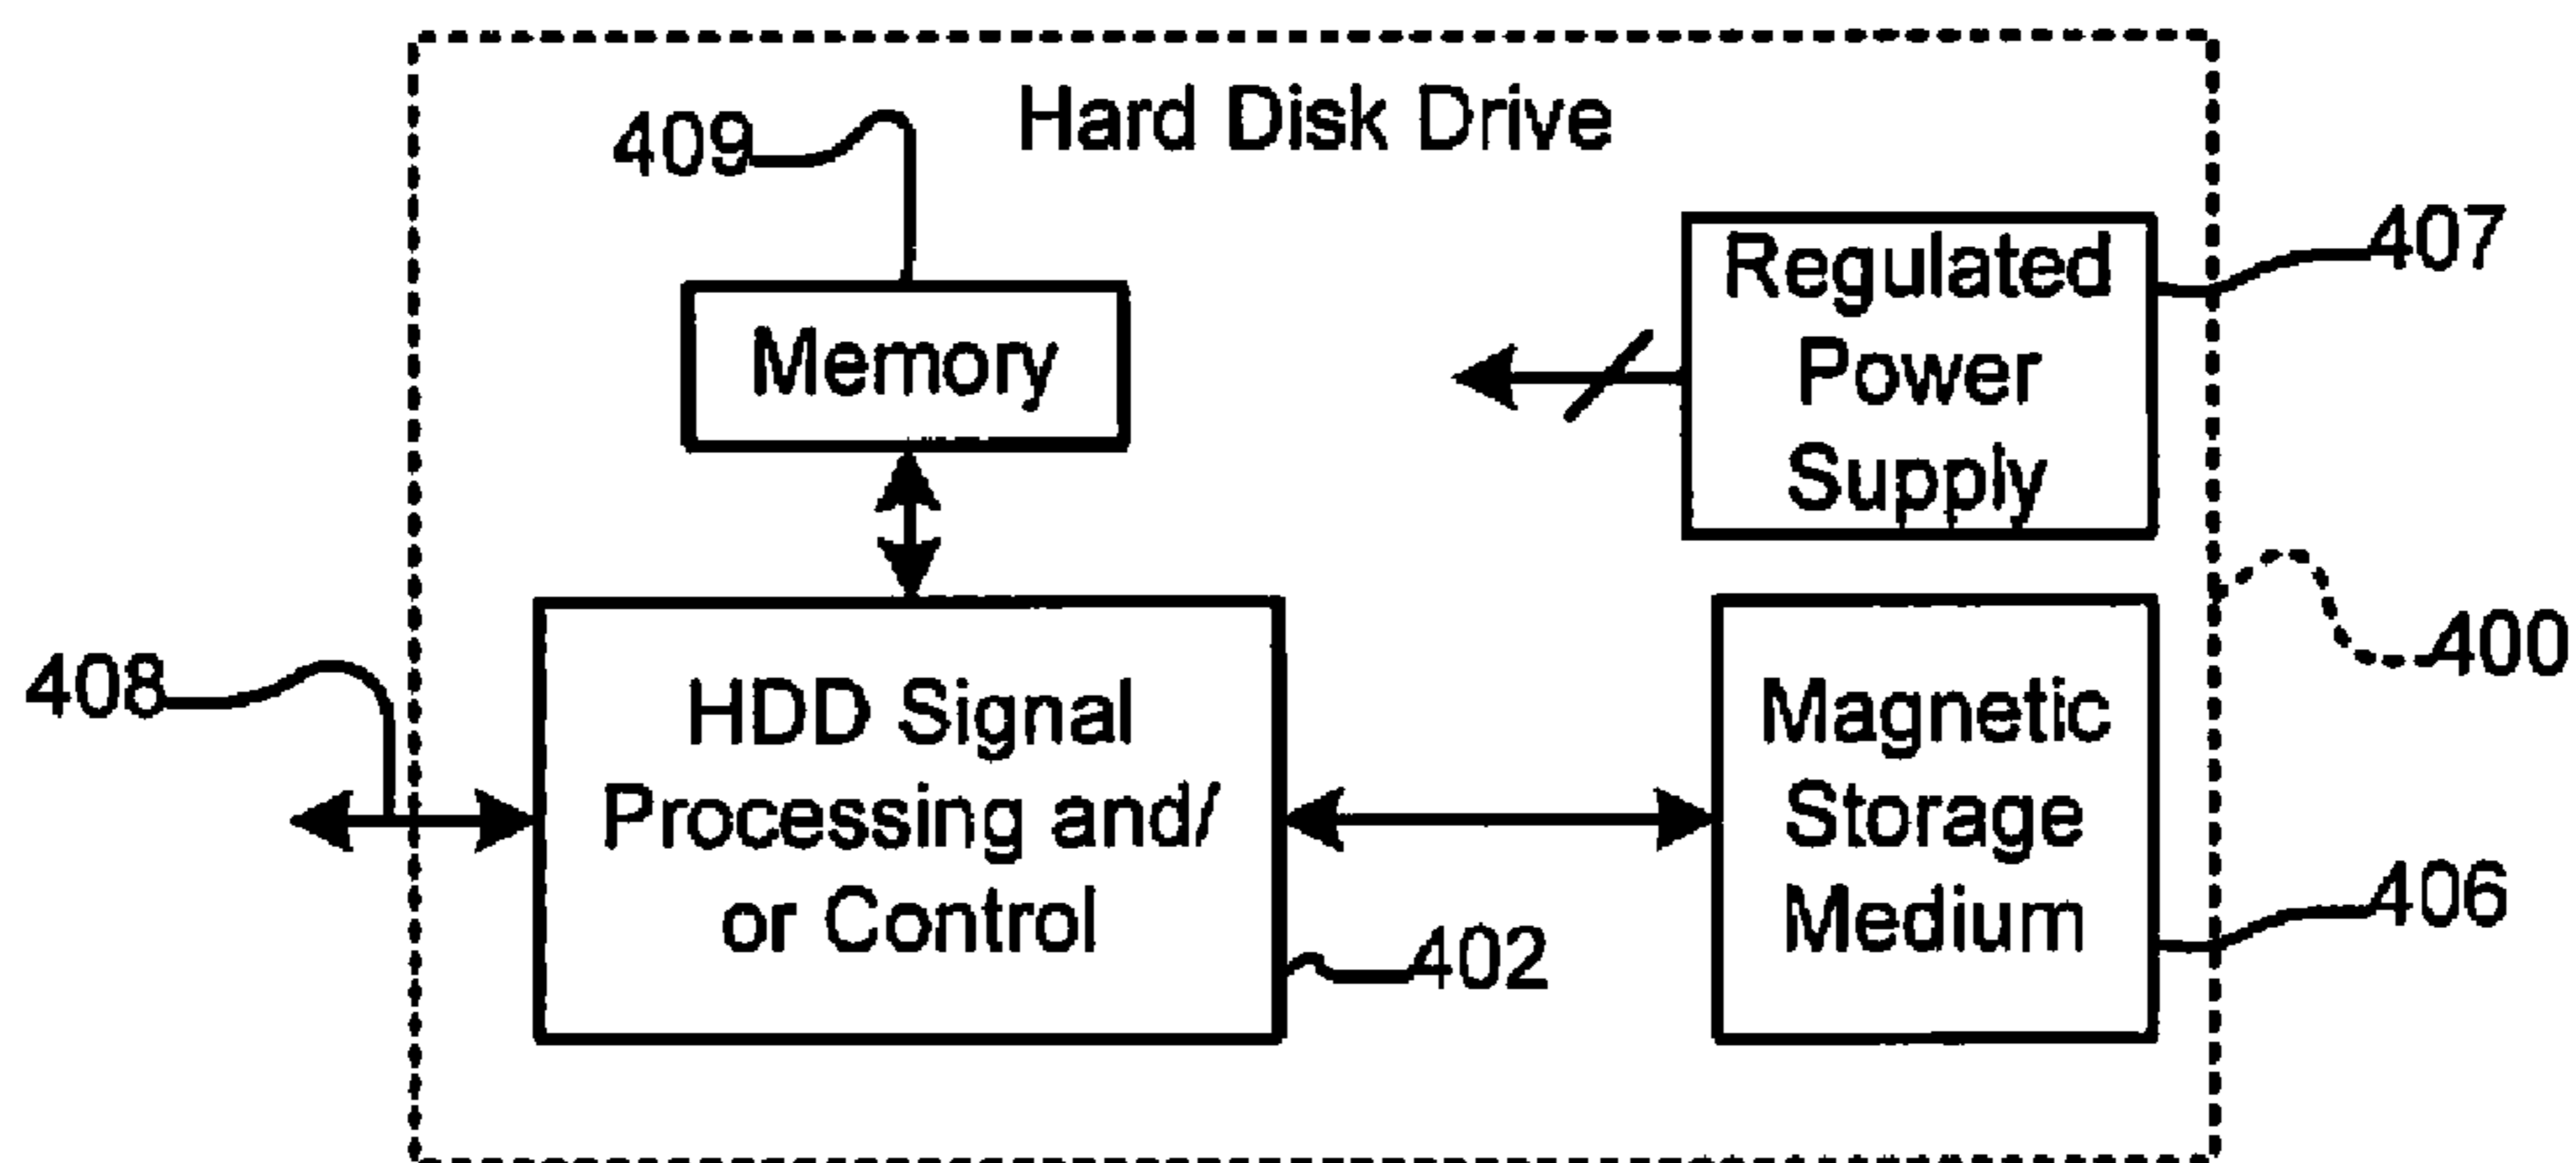 Hard Disk Drive
409
Memory
Regulated
Power
Supply
407
400
408
HDD Signal
Processing and/
or Control
402
Magnetic
Storage
Medium
406